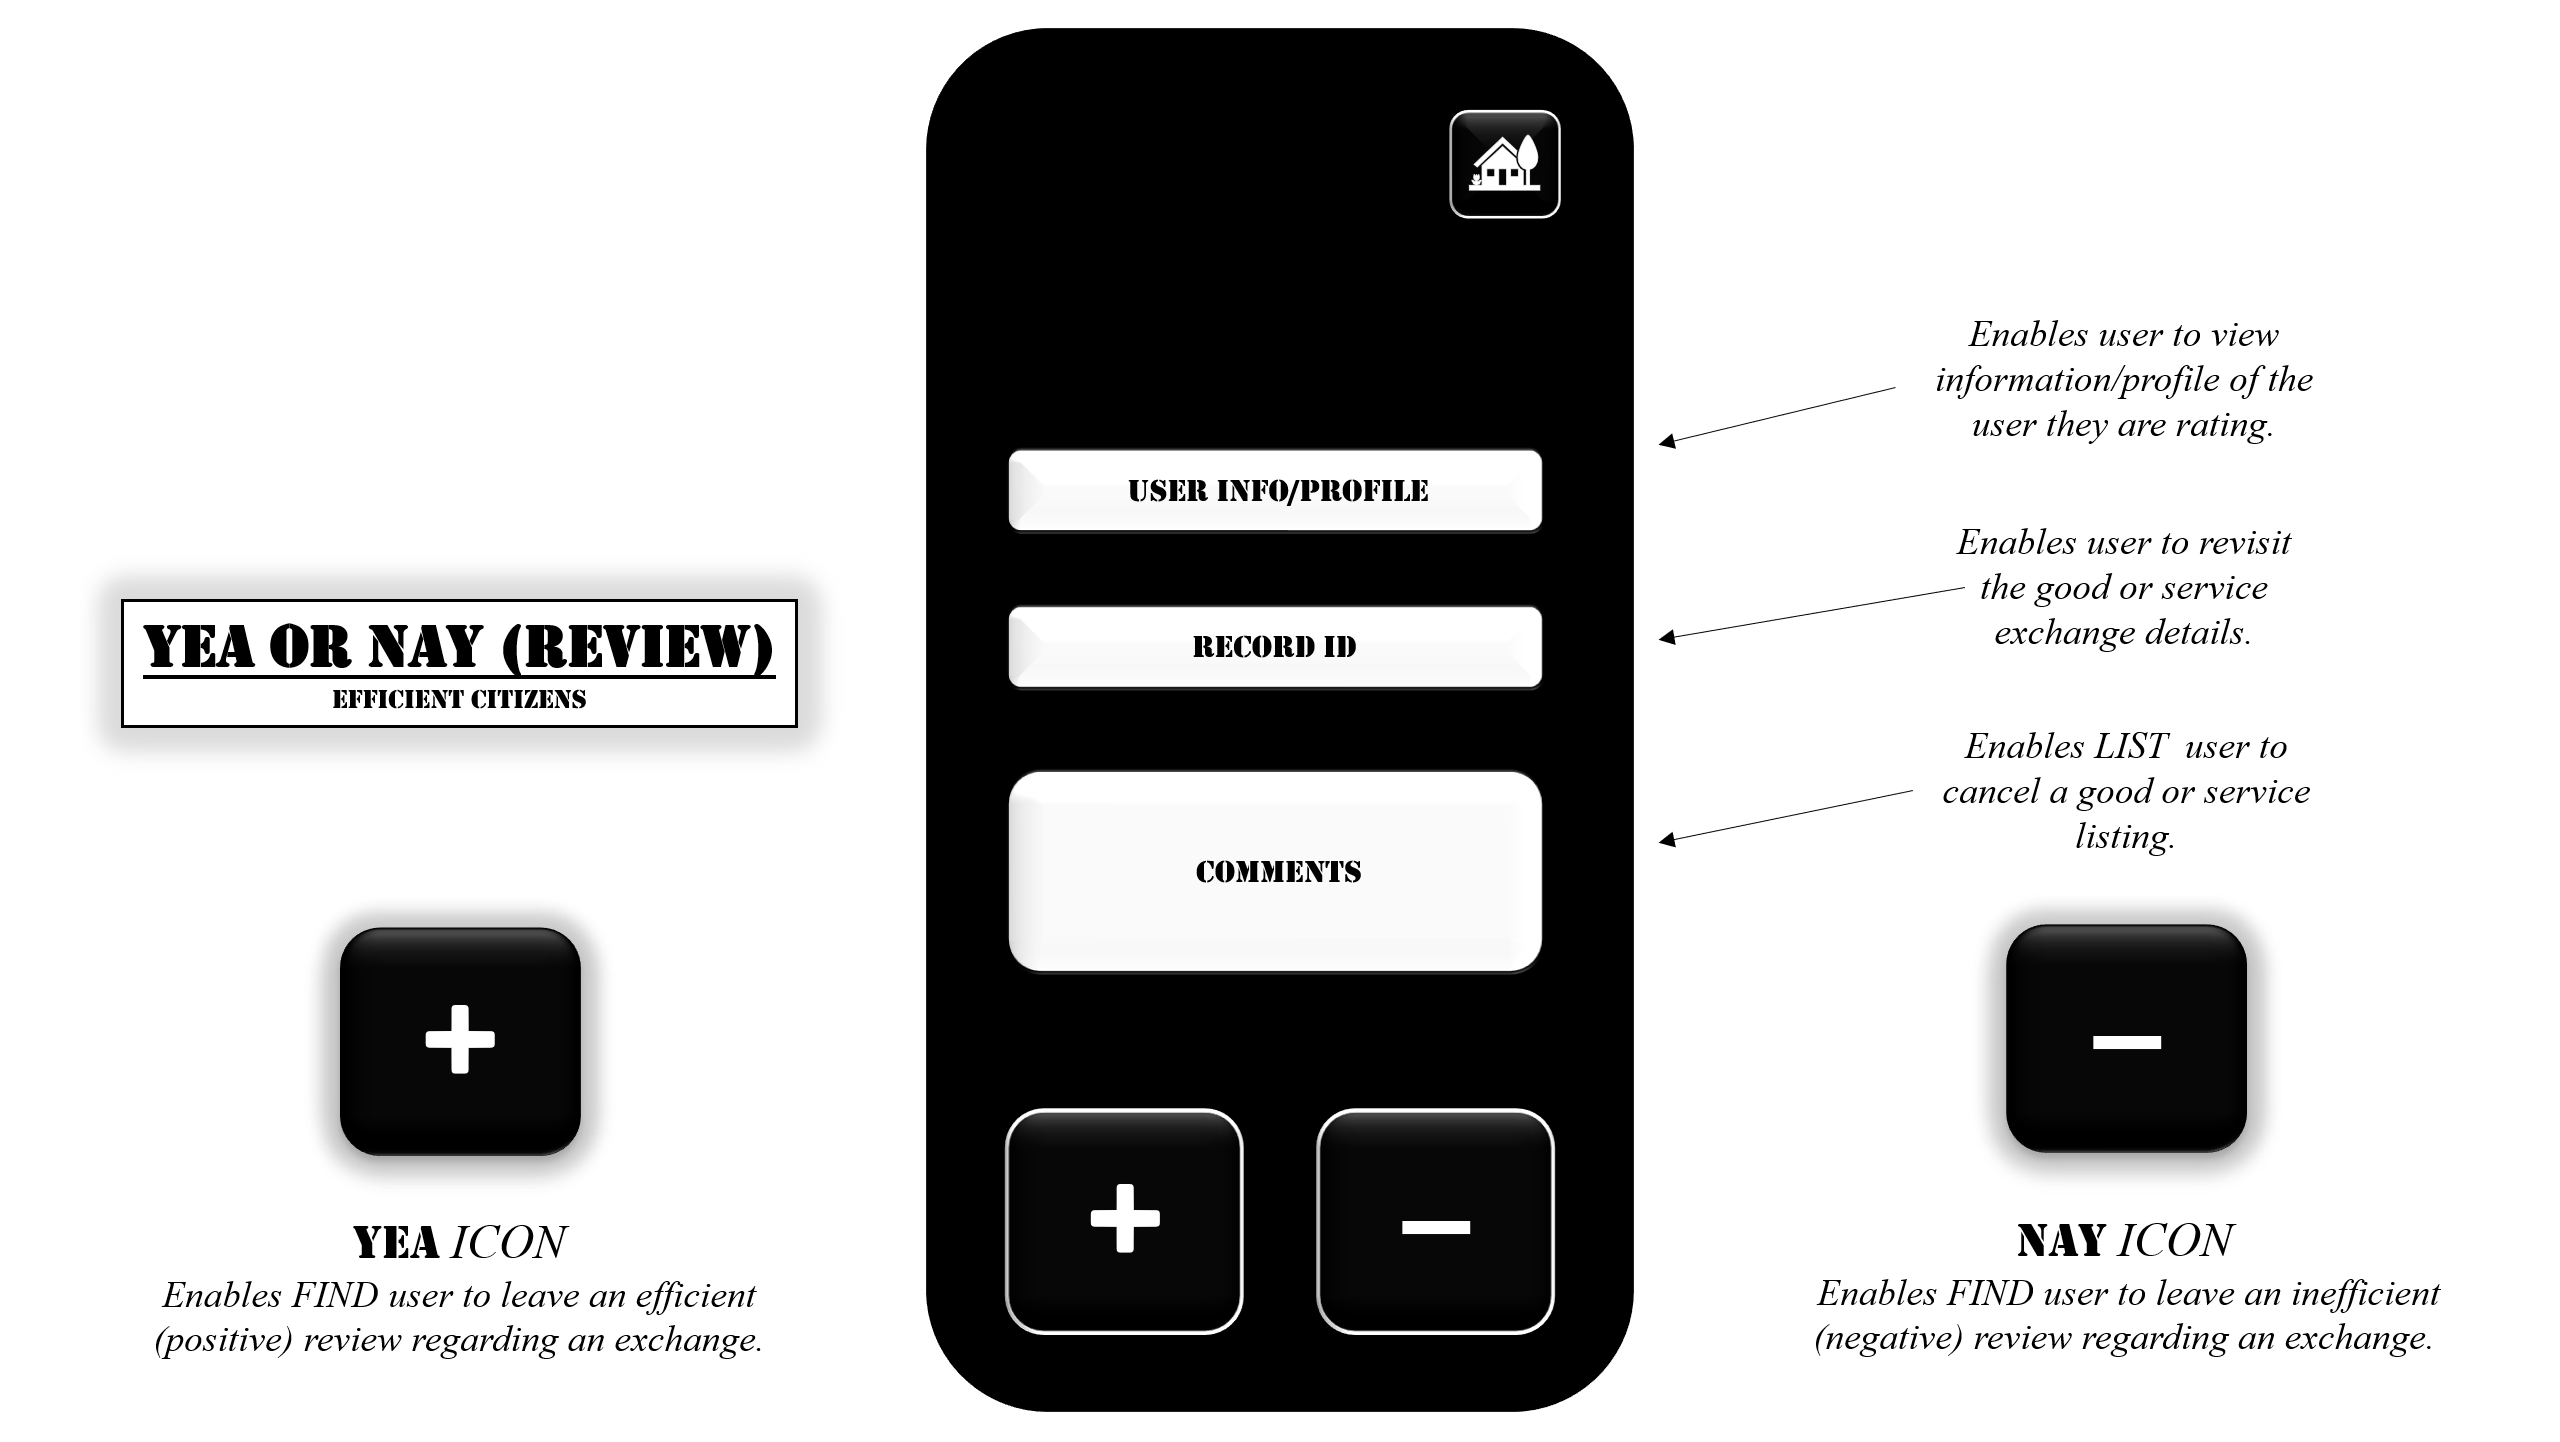 YEA OR NAY (REVIEW)
EFFICIENT CITIZENS
+
YEA ICON
Enables FIND user to leave an efficient
(positive) review regarding an exchange.
USER INFO/PROFILE
RECORD ID
COMMENTS
+
–
Enables user to view
information/profile of the
user they are rating.
Enables user to revisit
the good or service
exchange details.
Enables LIST  user to
cancel a good or service
listing.
–
NAY ICON
Enables FIND user to leave an inefficient
(negative) review regarding an exchange.